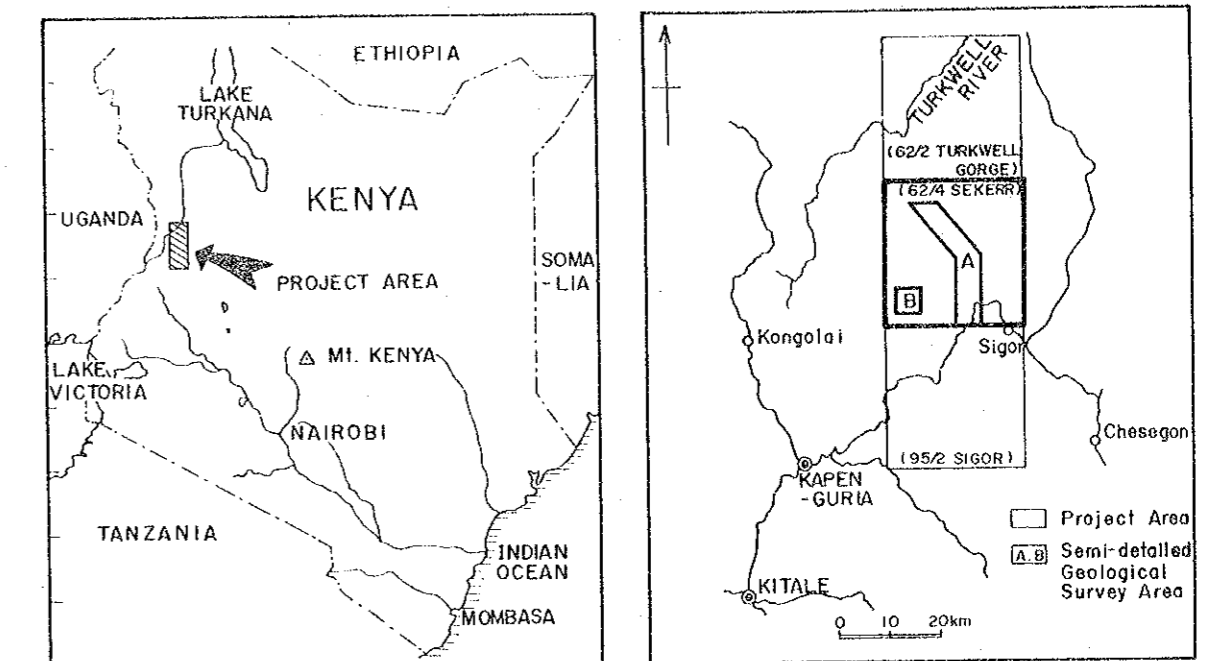 ETHIOPIA
LAKE
TURKANA
KENYA
UGANDA
SOMA
-LIA
PROJECT AREA
Mt. KENYA
LAKE
VICTORIA
NAIROBI
TANZANIA
INDIAN
OCEAN
MOMBASA
A
TURKWELL
RIVER
(62/2 TURKWELL
GORGE)
(62/4 SEKERR)
A
B
Kongolai
Sigor
Chesegon
(95/2 SIGOR)
KAPEN
-GURIA
Project Area
A.B Semi-detailed
Geological
Survey Area
KITALE
0 10 20km